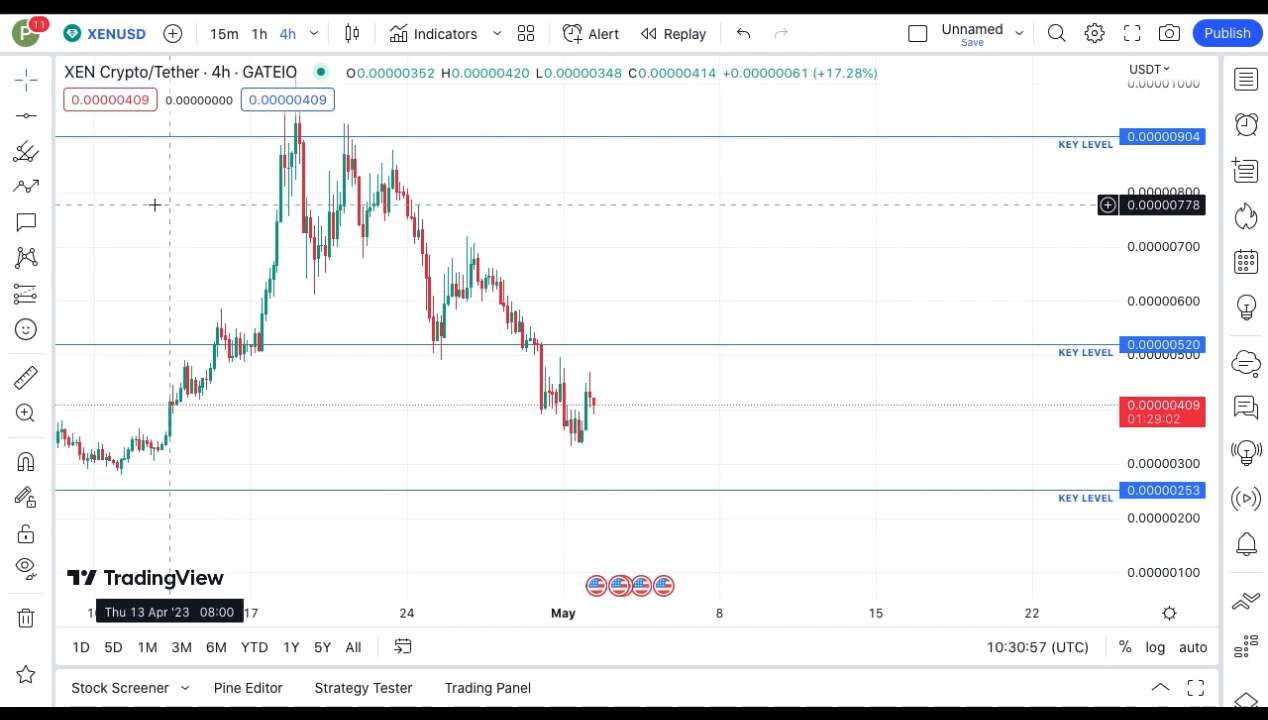 P 11 XENUSD 15m 1h 4h Indicators Alert Replay Unnamed Save Publish
XEN Crypto/Tether · 4h · GATEIO O0.00000352 H0.00000420 L0.00000348 C0.00000414 +0.00000061 (+17.28%) USDT
0.00000409 0.00000000 0.00000409
0.00001000
0.00000904
KEY LEVEL
0.00000800
0.00000778
0.00000700
0.00000600
0.00000520
KEY LEVEL
0.00000500
0.00000409
01:29:02
0.00000300
0.00000253
KEY LEVEL
0.00000200
0.00000100
TradingView
Thu 13 Apr '23 08:00 17 24 May 8 15 22
1D 5D 1M 3M 6M YTD 1Y 5Y All 10:30:57 (UTC) % log auto
Stock Screener Pine Editor Strategy Tester Trading Panel